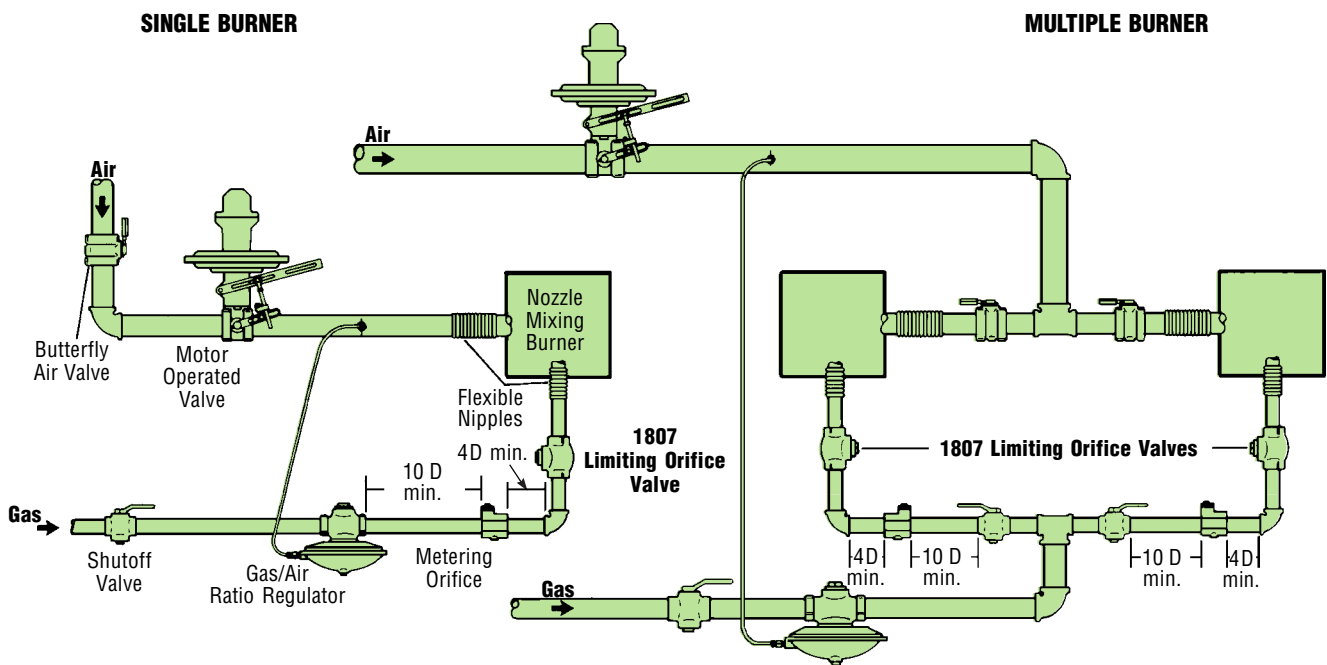 SINGLE BURNER
MULTIPLE BURNER
Air
Air
Butterfly
Air Valve
Motor
Operated
Valve
Nozzle
Mixing
Burner
Flexible
Nipples
1807
Limiting Orifice
Valve
4D min.
10 D
min.
Gas
Shutoff
Valve
Gas/Air
Ratio Regulator
Metering
Orifice
1807 Limiting Orifice Valves
4D
min.
10 D
min.
10 D
min.
4D
min.
Gas